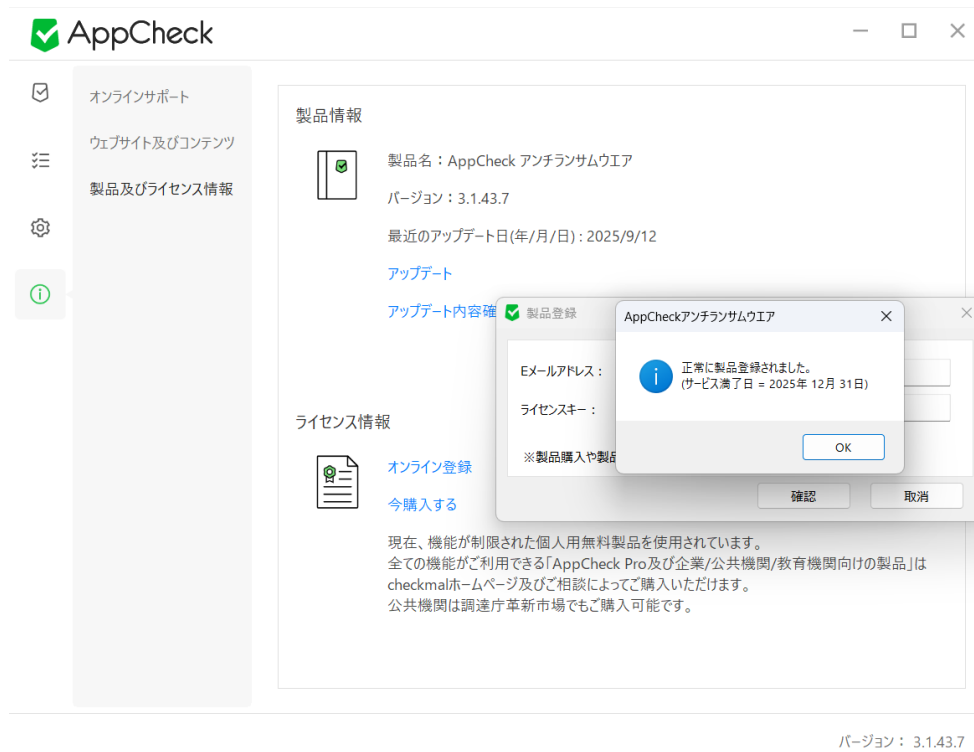 AppCheck
オンラインサポート
ウェブサイト及びコンテンツ
製品及びライセンス情報
製品情報
製品名：AppCheck アンチランサムウエア
バージョン：3.1.43.7
最近のアップデート日(年/月/日) : 2025/9/12
アップデート
アップデート内容確
製品登録
Eメールアドレス：
ライセンスキー：
※製品購入や製品
確認
取消
AppCheckアンチランサムウエア
正常に製品登録されました。
(サービス満了日 = 2025年 12月 31日)
OK
ライセンス情報
オンライン登録
今購入する
現在、機能が制限された個人用無料製品を使用されています。
全ての機能がご利用できる「AppCheck Pro及び企業/公共機関/教育機関向けの製品」は
checkmalホームページ及びご相談によってご購入いただけます。
公共機関は調達庁革新市場でもご購入可能です。
バージョン： 3.1.43.7